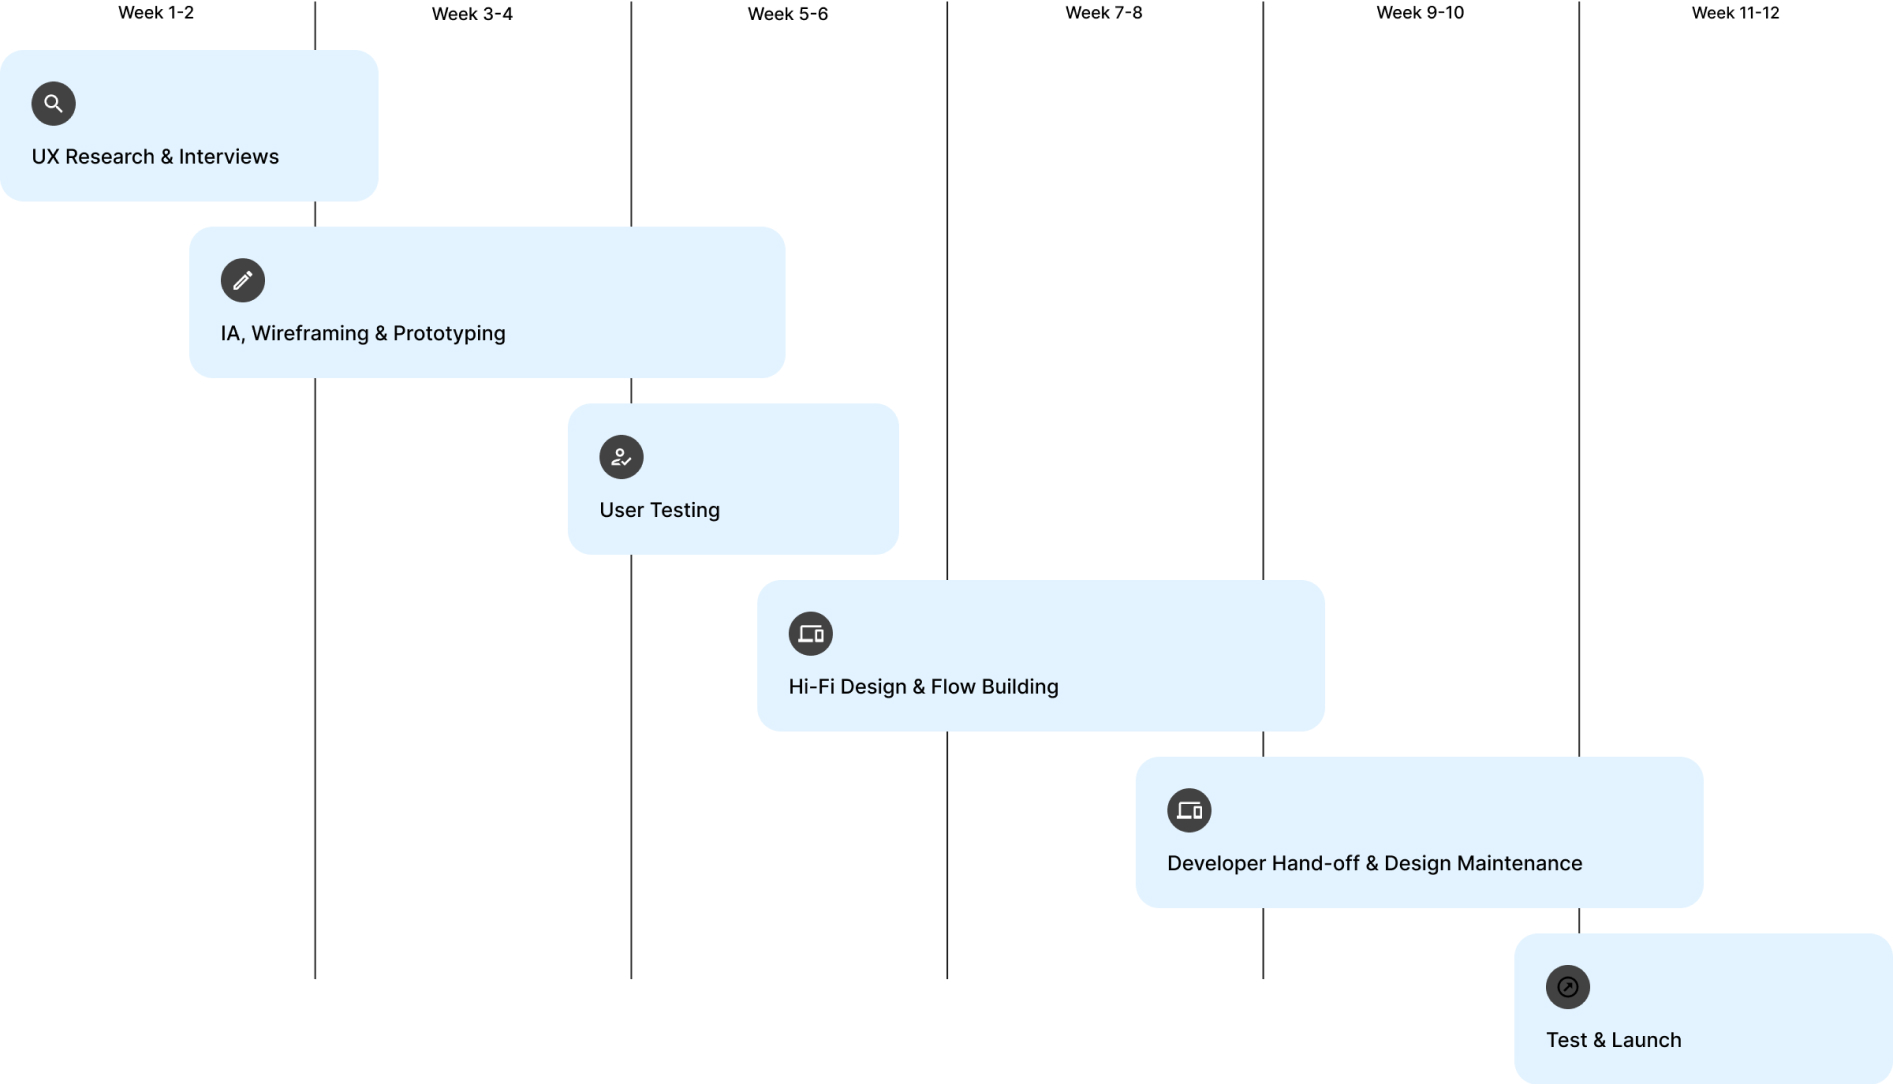 Week 1-2
Week 3-4
Week 5-6
Week 7-8
Week 9-10
Week 11-12
UX Research & Interviews
IA, Wireframing & Prototyping
User Testing
Hi-Fi Design & Flow Building
Developer Hand-off & Design Maintenance
Test & Launch